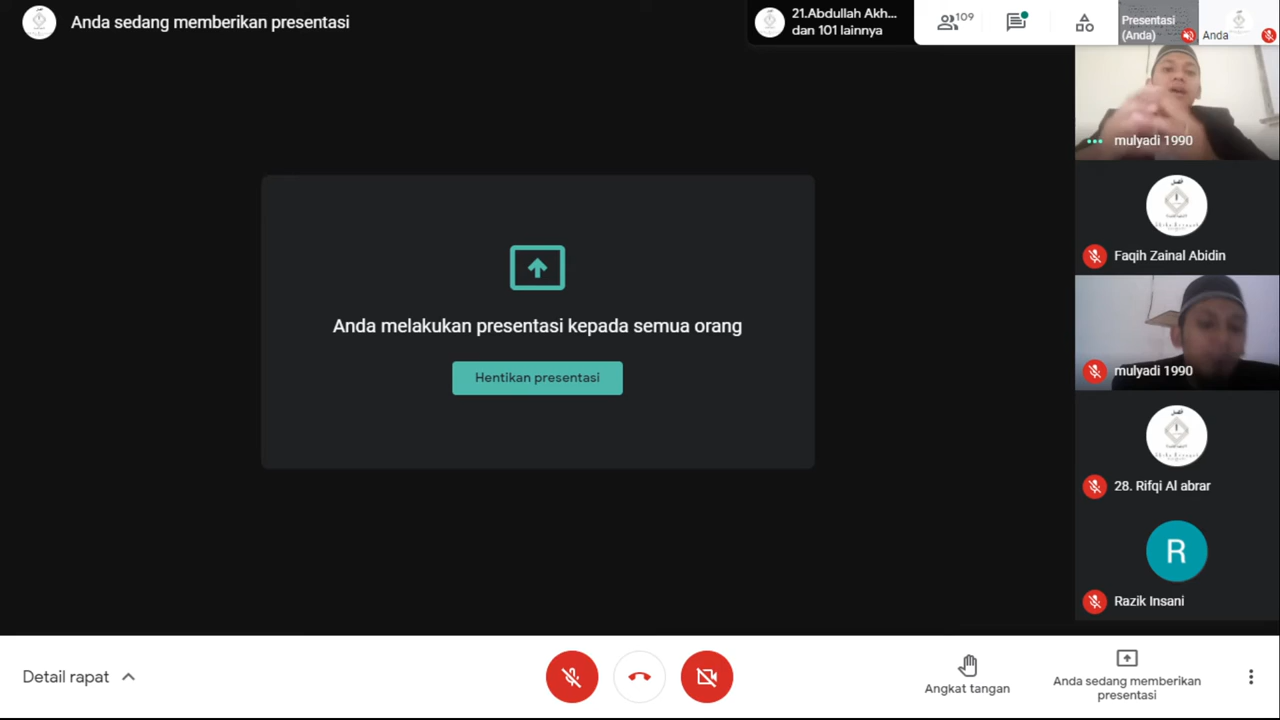 Anda sedang memberikan presentasi
21.Abdullah Akh...
dan 101 lainnya
109
Presentasi
(Anda)
Anda
mulyadi 1990
Faqih Zainal Abidin
Anda melakukan presentasi kepada semua orang
Hentikan presentasi
mulyadi 1990
28. Rifqi Al abrar
R
Razik Insani
Detail rapat
Angkat tangan
Anda sedang memberikan
presentasi